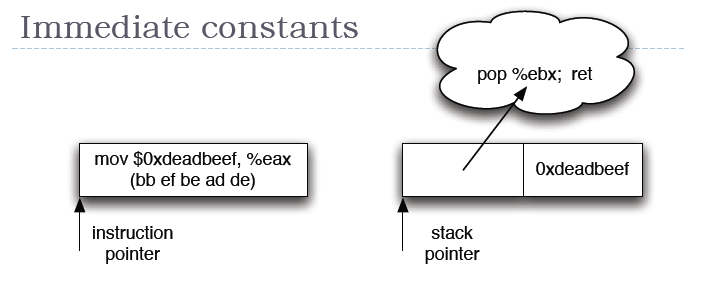 Immediate constants
pop %ebx;  ret
mov $0xdeadbeef, %eax
(bb ef be ad de)
0xdeadbeef
instruction
pointer
stack
pointer